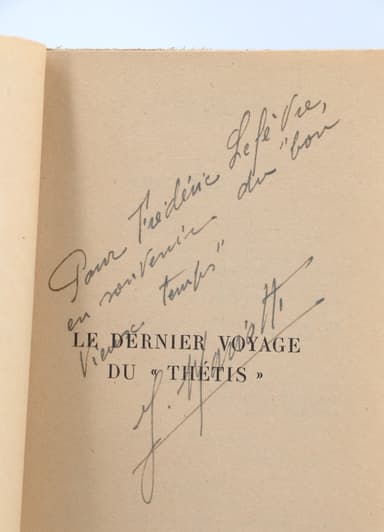 Pour Frédéric Lefèvre,
en souvenir du "bon
vieux temps"
LE DERNIER VOYAGE
DU « THÉTIS »